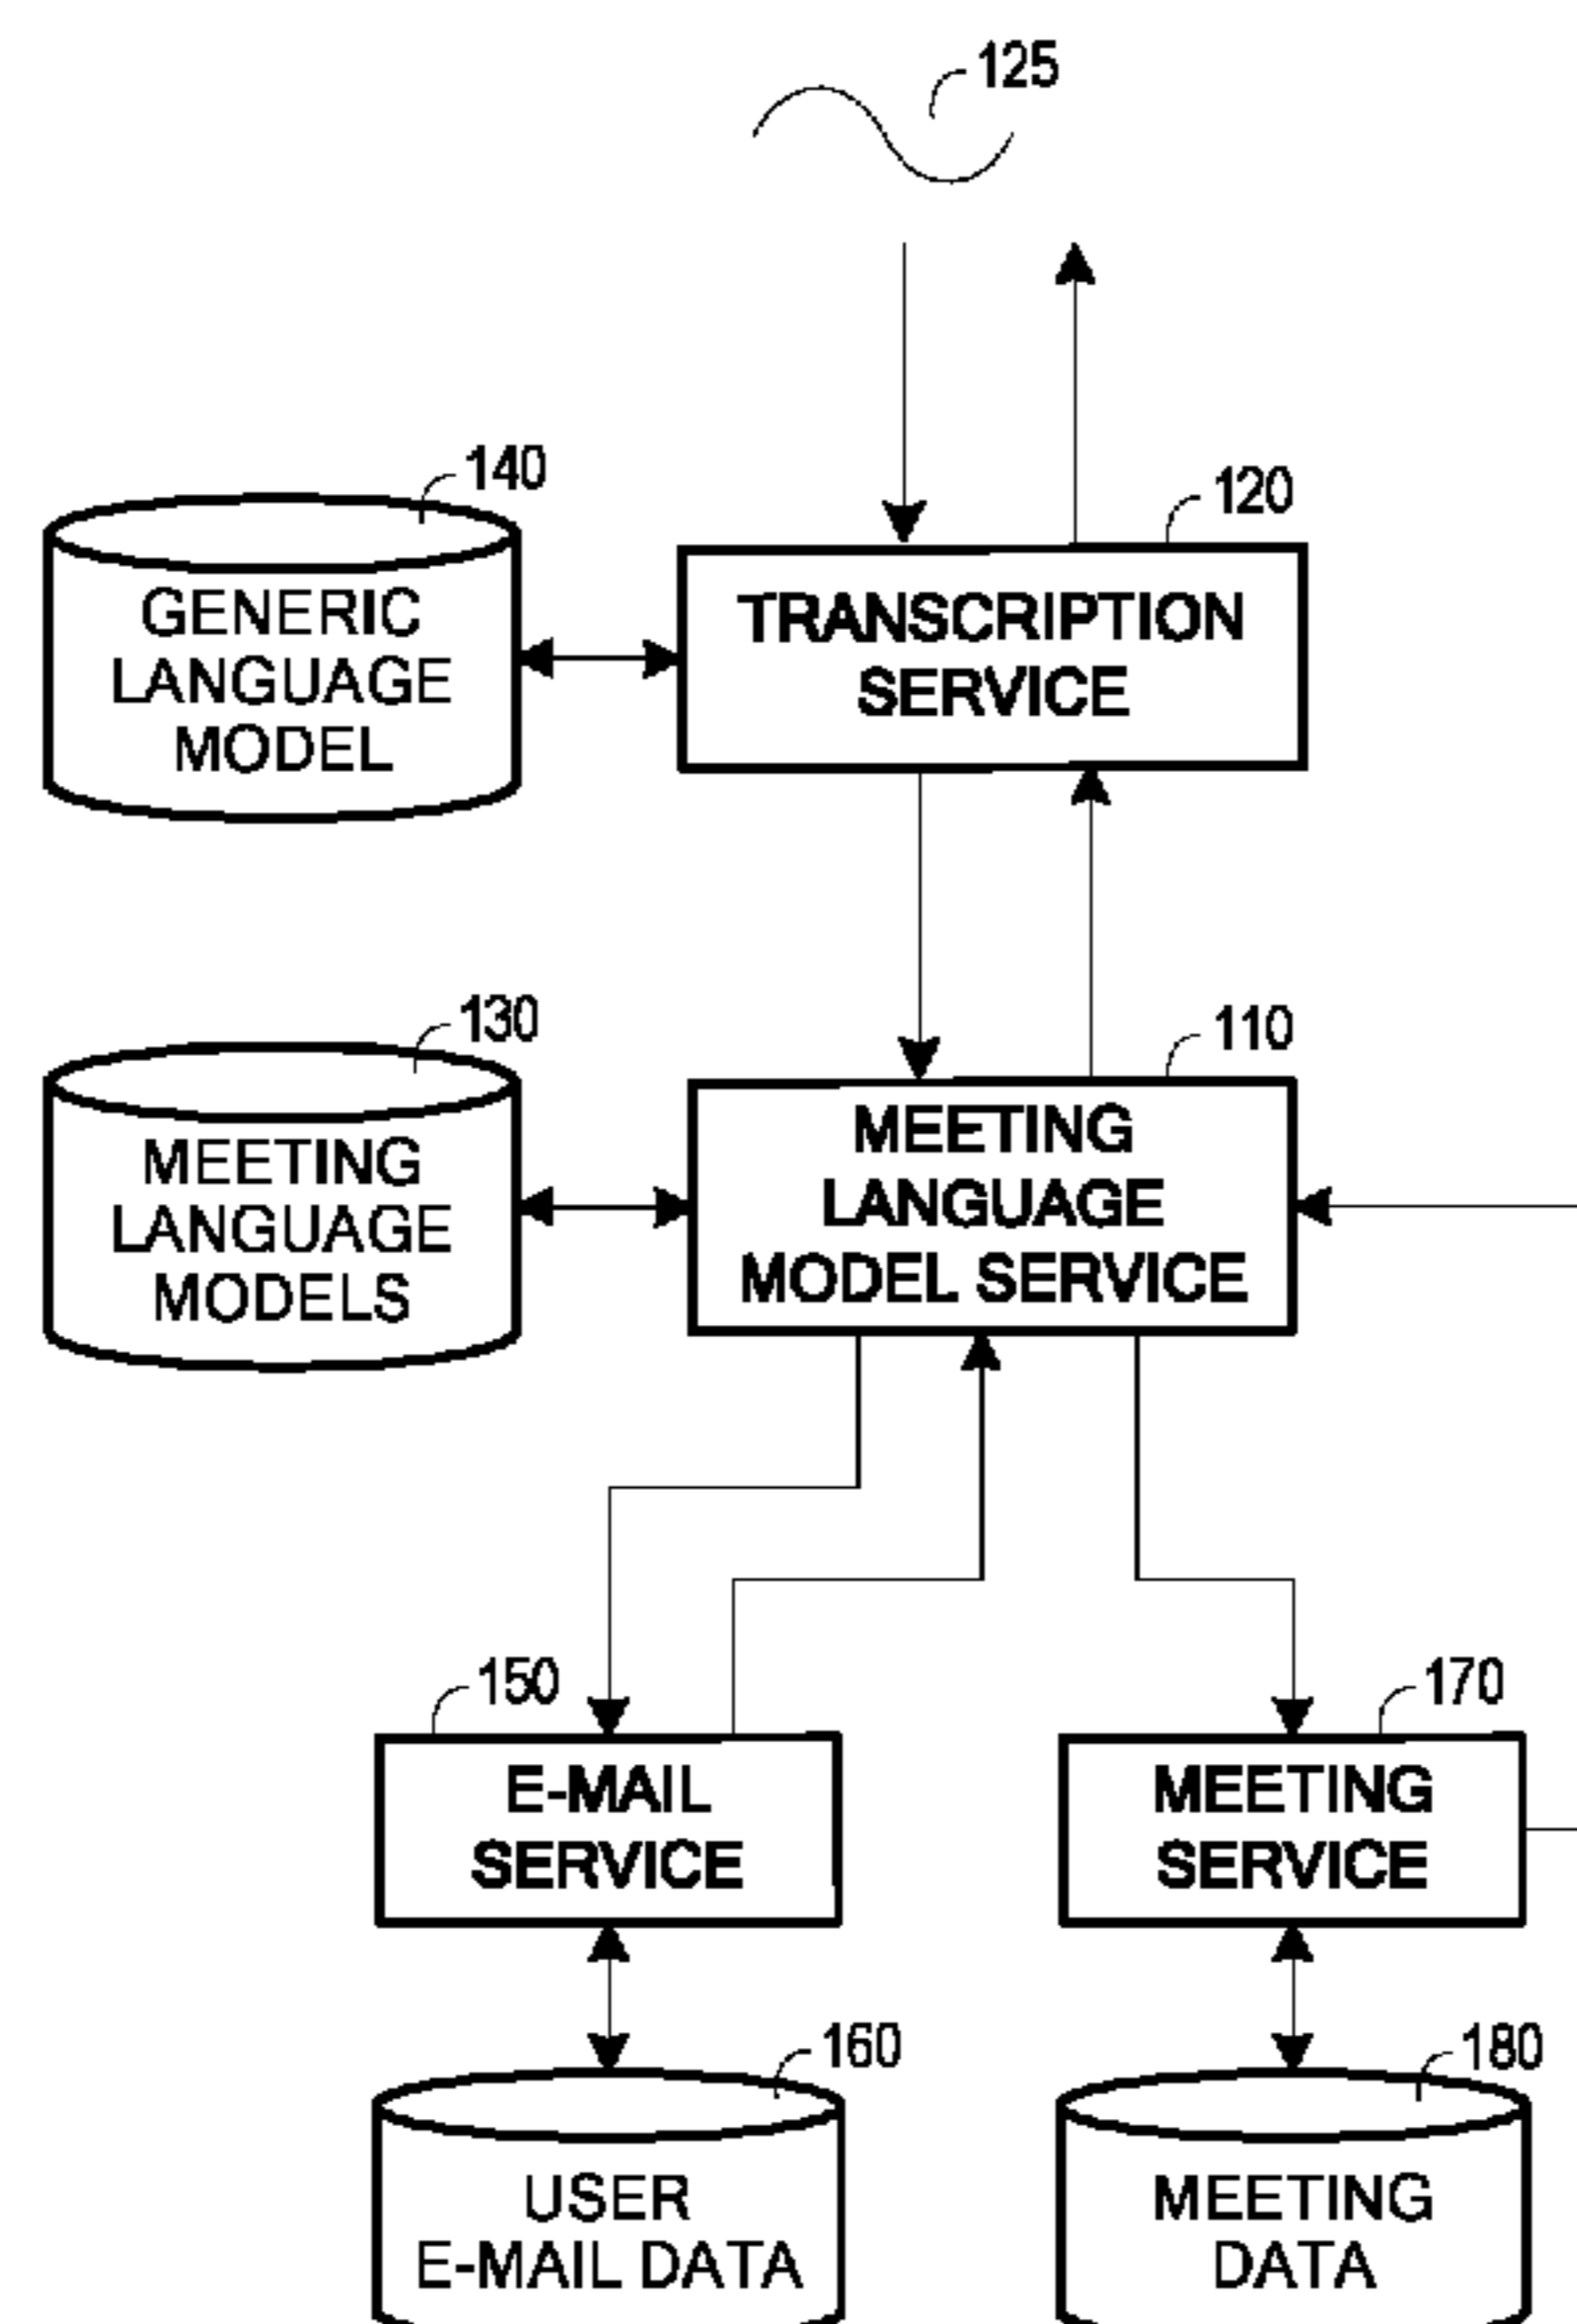 125
140
120
GENERIC
LANGUAGE
MODEL
TRANSCRIPTION
SERVICE
130
110
MEETING
LANGUAGE
MODELS
MEETING
LANGUAGE
MODEL SERVICE
150
170
E-MAIL
SERVICE
MEETING
SERVICE
160
180
USER
E-MAIL DATA
MEETING
DATA